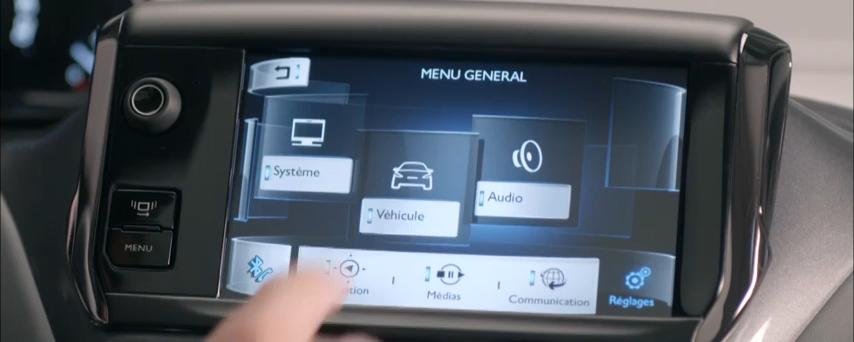 MENU GENERAL
Système
Véhicule
Audio
MENU
Médias
Communication
Réglages